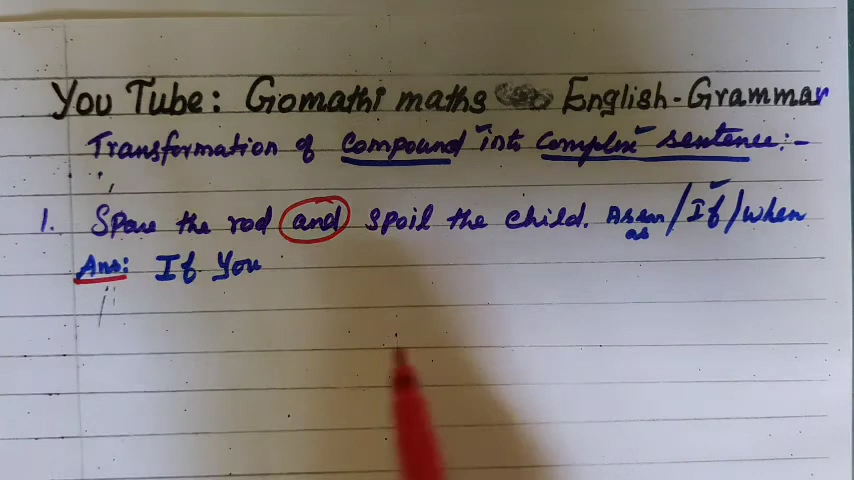 You Tube: Gomathi maths English-Grammar
Transformation of compound into complex sentence:-
1. Spare the rod and spoil the child. As soon as/If/when
Ans: If You